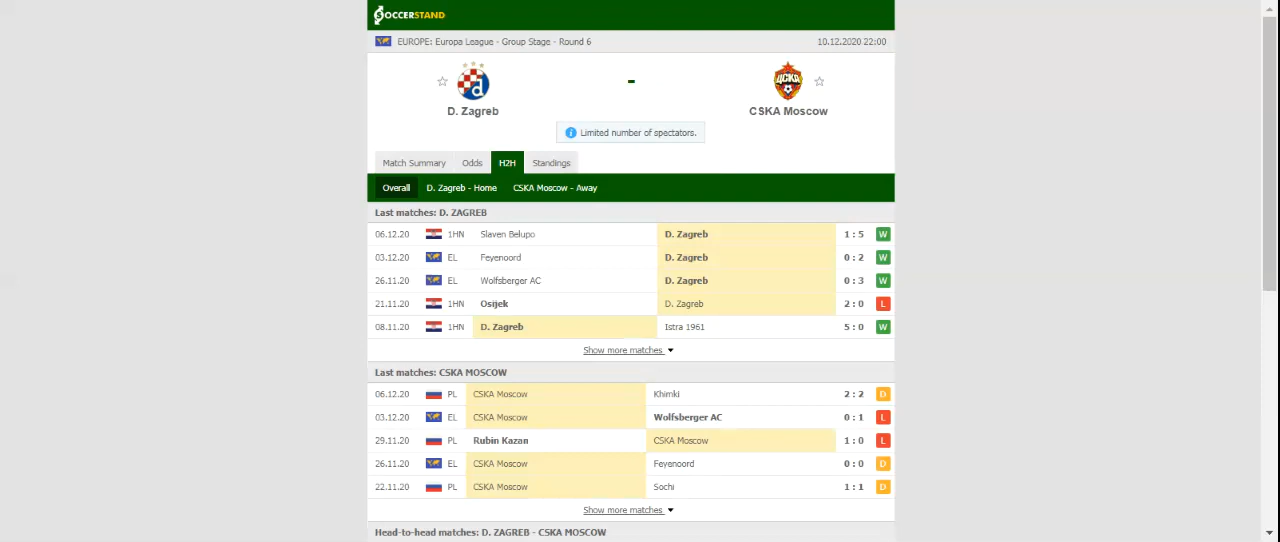 SOCCERSTAND
EUROPE: Europa League - Group Stage - Round 6 10.12.2020 22:00
-
D. Zagreb CSKA Moscow
Limited number of spectators.
Match Summary Odds H2H Standings
Overall D. Zagreb - Home CSKA Moscow - Away
Last matches: D. ZAGREB
06.12.20 1HN Slaven Belupo D. Zagreb 1 : 5 W
03.12.20 EL Feyenoord D. Zagreb 0 : 2 W
26.11.20 EL Wolfsberger AC D. Zagreb 0 : 3 W
21.11.20 1HN Osijek D. Zagreb 2 : 0 L
08.11.20 1HN D. Zagreb Istra 1961 5 : 0 W
Show more matches
Last matches: CSKA MOSCOW
06.12.20 PL CSKA Moscow Khimki 2 : 2 D
03.12.20 EL CSKA Moscow Wolfsberger AC 0 : 1 L
29.11.20 PL Rubin Kazan CSKA Moscow 1 : 0 L
26.11.20 EL CSKA Moscow Feyenoord 0 : 0 D
22.11.20 PL CSKA Moscow Sochi 1 : 1 D
Show more matches
Head-to-head matches: D. ZAGREB - CSKA MOSCOW